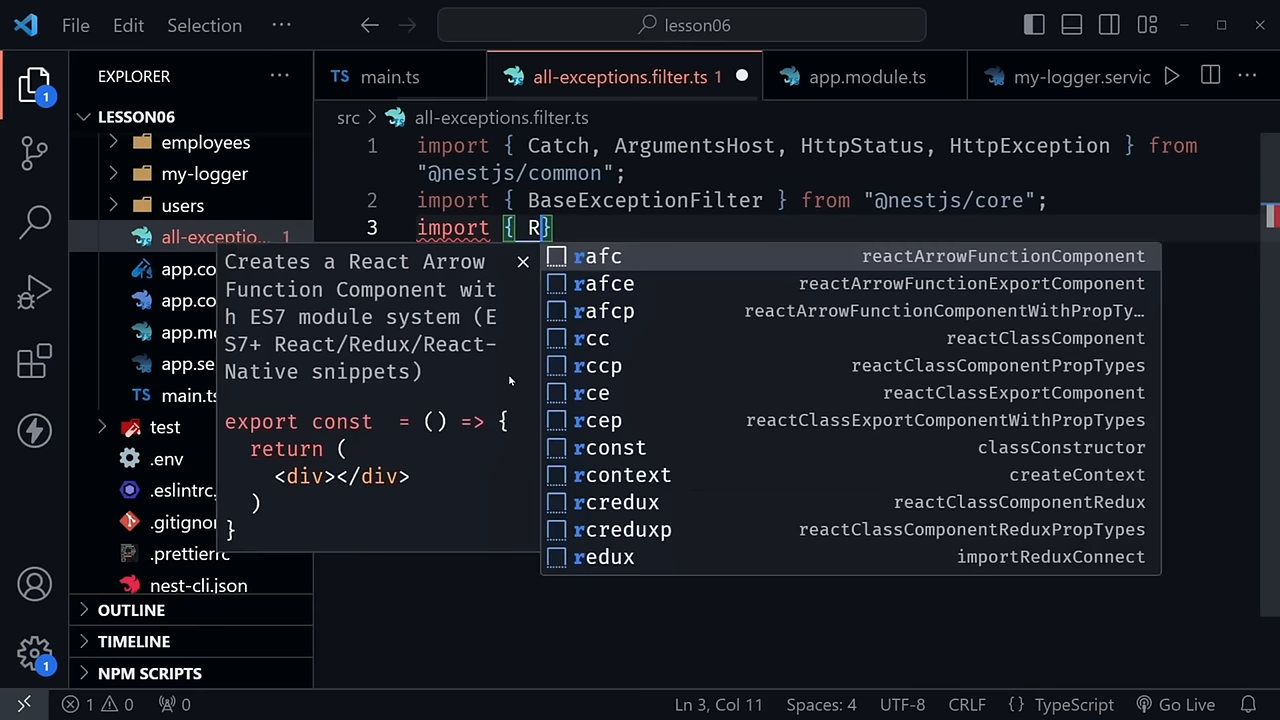 File Edit Selection ··· lesson06
EXPLORER ···
TS main.ts all-exceptions.filter.ts 1 app.module.ts my-logger.servic ···
LESSON06
employees
my-logger
users
all-exceptio... 1
app.co
app.co
app.mo
app.se
TS main.ts
test
.env
.eslintrc.
.gitignor
.prettierrc
nest-cli.json
OUTLINE
TIMELINE
NPM SCRIPTS
src > all-exceptions.filter.ts
1 import { Catch, ArgumentsHost, HttpStatus, HttpException } from
"@nestjs/common";
2 import { BaseExceptionFilter } from "@nestjs/core";
3 import { R}
Creates a React Arrow
Function Component wit
h ES7 module system (E
S7+ React/Redux/React-
Native snippets)
export const = () => {
return (
<div></div>
)
}
rafc reactArrowFunctionComponent
rafce reactArrowFunctionExportComponent
rafcp reactArrowFunctionComponentWithPropTy…
rcc reactClassComponent
rccp reactClassComponentPropTypes
rce reactClassExportComponent
rcep reactClassExportComponentWithPropTypes
rconst classConstructor
rcontext createContext
rcredux reactClassComponentRedux
rcreduxp reactClassComponentReduxPropTypes
redux importReduxConnect
1
1
1 0 0 Ln 3, Col 11 Spaces: 4 UTF-8 CRLF {} TypeScript Go Live